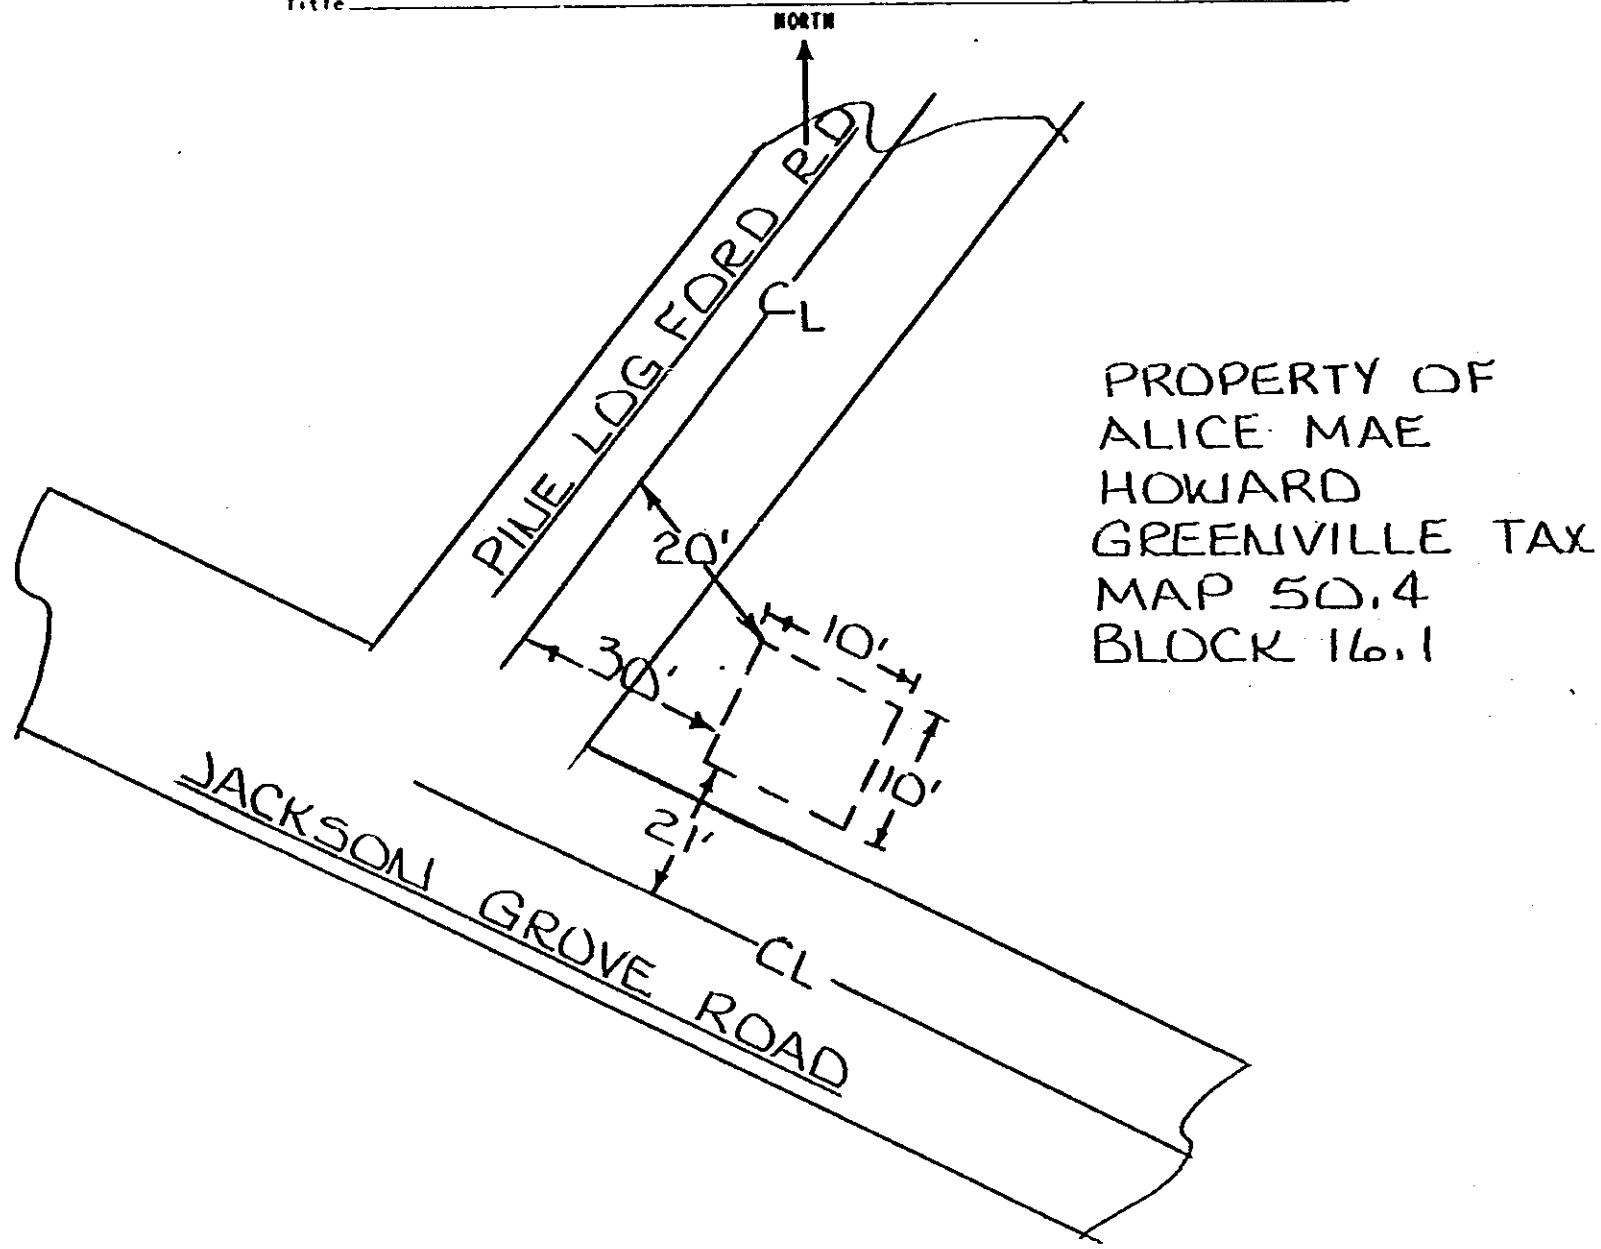 Title
NORTH
PINE LOG FORD RD
CL
PROPERTY OF
ALICE MAE
HOWARD
GREENVILLE TAX
MAP 50.4
BLOCK 16.1
20'
10'
30'
10'
21'
CL
JACKSON GROVE ROAD